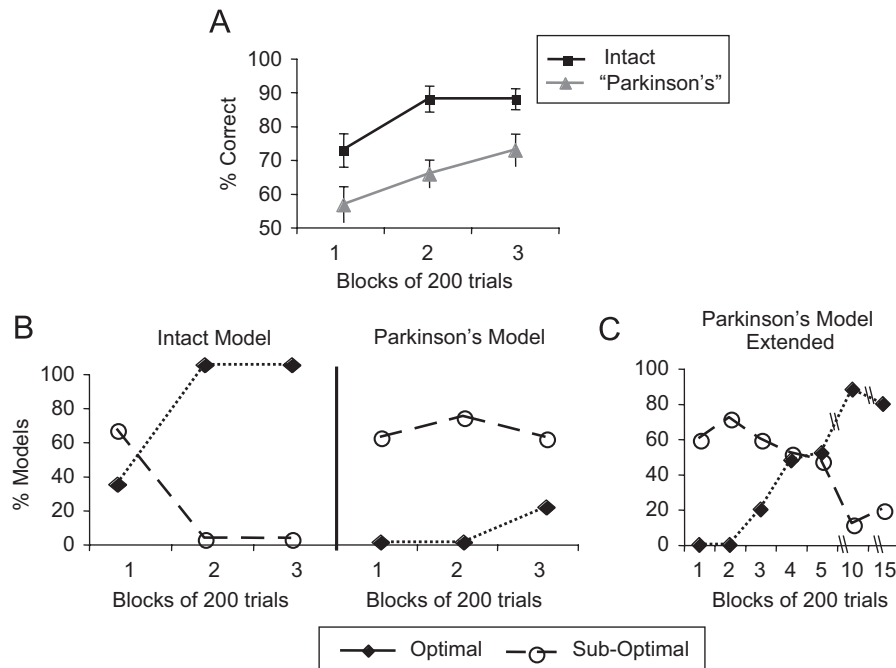 A
% Correct
100
90
80
70
60
50
1 2 3
Blocks of 200 trials
Intact
“Parkinson’s”
B
Intact Model
Parkinson’s Model
% Models
100
80
60
40
20
0
1 2 3
Blocks of 200 trials
1 2 3
Blocks of 200 trials
C
Parkinson’s Model
Extended
100
80
60
40
20
0
1 2 3 4 5 10 15
Blocks of 200 trials
Optimal
Sub-Optimal